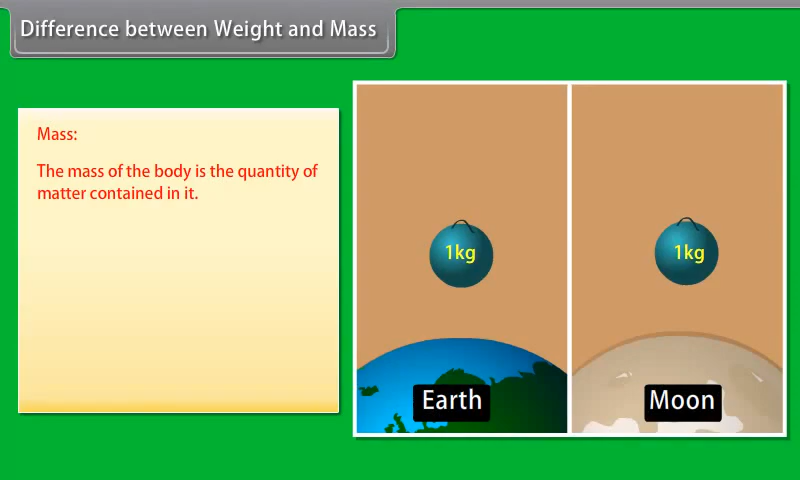 Difference between Weight and Mass
Mass:
The mass of the body is the quantity of
matter contained in it.
1kg
1kg
Earth
Moon